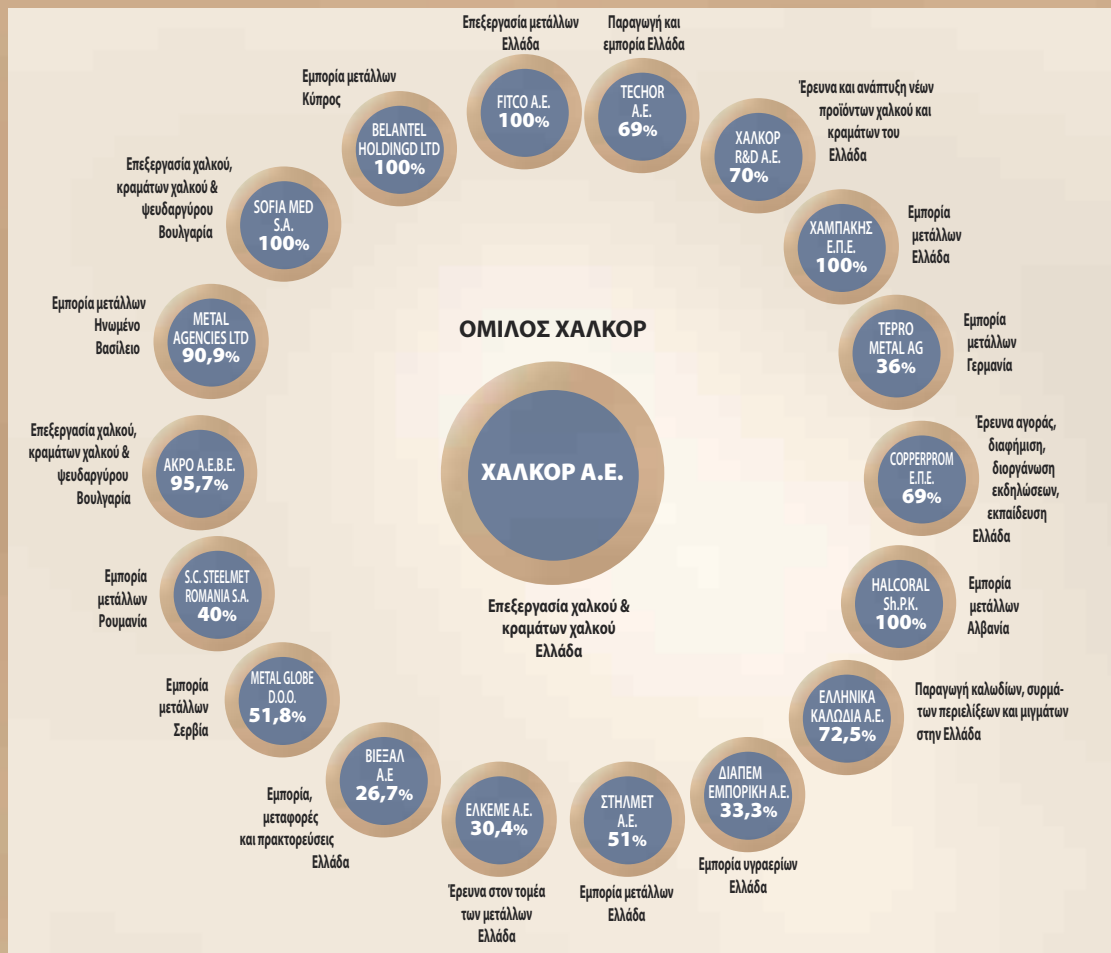 Επεξεργασία μετάλλων
Ελλάδα
FITCO A.E.
100%
Παραγωγή και
εμπορία Ελλάδα
TECHOR
A.E.
69%
Έρευνα και ανάπτυξη νέων
προϊόντων χαλκού και
κραμάτων του
Ελλάδα
ΧΑΛΚΟΡ
R&D A.E.
70%
Εμπορία
μετάλλων
Ελλάδα
ΧΑΜΠΑΚΗΣ
Ε.Π.Ε.
100%
Εμπορία
μετάλλων
Γερμανία
TEPRO
METAL AG
36%
Έρευνα αγοράς,
διαφήμιση,
διοργάνωση
εκδηλώσεων,
εκπαίδευση
Ελλάδα
COPPERPROM
Ε.Π.Ε.
69%
Εμπορία
μετάλλων
Αλβανία
HALCORAL
Sh.P.K.
100%
Παραγωγή καλωδίων, συρμά-
των περιελίξεων και μιγμάτων
στην Ελλάδα
ΕΛΛΗΝΙΚΑ
ΚΑΛΩΔΙΑ Α.Ε.
72,5%
ΔΙΑΠΕΜ
ΕΜΠΟΡΙΚΗ Α.Ε.
33,3%
Εμπορία υγραερίων
Ελλάδα
ΣΤΗΛΜΕΤ
Α.Ε.
51%
Εμπορία μετάλλων
Ελλάδα
ΕΛΚΕΜΕ Α.Ε.
30,4%
Έρευνα στον τομέα
των μετάλλων
Ελλάδα
ΒΙΕΞΑΛ
Α.Ε
26,7%
Εμπορία,
μεταφορές
και πρακτορεύσεις
Ελλάδα
METAL GLOBE
D.O.O.
51,8%
Εμπορία
μετάλλων
Σερβία
S.C. STEELMET
ROMANIA S.A.
40%
Εμπορία
μετάλλων
Ρουμανία
ΑΚΡΟ Α.Ε.Β.Ε.
95,7%
Επεξεργασία χαλκού,
κραμάτων χαλκού &
ψευδαργύρου
Βουλγαρία
METAL
AGENCIES LTD
90,9%
Εμπορία μετάλλων
Ηνωμένο
Βασίλειο
SOFIA MED
S.A.
100%
Επεξεργασία χαλκού,
κραμάτων χαλκού &
ψευδαργύρου
Βουλγαρία
BELANTEL
HOLDINGD LTD
100%
Εμπορία μετάλλων
Κύπρος
ΟΜΙΛΟΣ ΧΑΛΚΟΡ
ΧΑΛΚΟΡ Α.Ε.
Επεξεργασία χαλκού &
κραμάτων χαλκού
Ελλάδα